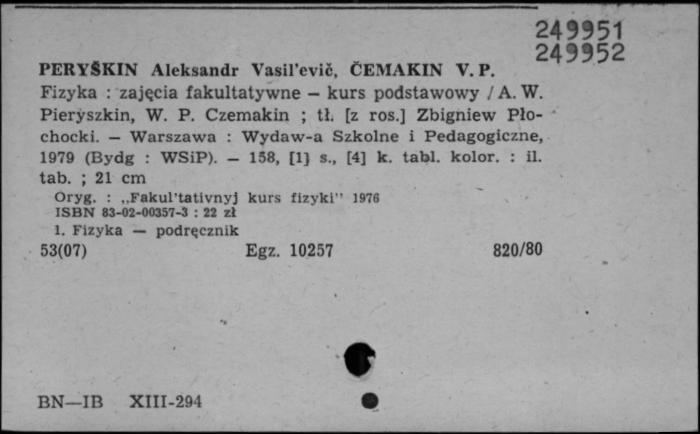 249951
249952
PERYŠKIN Aleksandr Vasil'evič, ČEMAKIN V. P.
Fizyka : zajęcia fakultatywne — kurs podstawowy / A. W.
Pieryszkin, W. P. Czemakin ; tł. [z ros.] Zbigniew Pło-
chocki. — Warszawa : Wydaw-a Szkolne i Pedagogiczne,
1979 (Bydg : WSiP). — 158, [1] s., [4] k. tabl. kolor. : il.
tab. ; 21 cm
Oryg. : „Fakul'tativnyj kurs fizyki" 1976
ISBN 83-02-00357-3 : 22 zł
1. Fizyka — podręcznik
53(07) Egz. 10257 820/80
BN—IB XIII-294